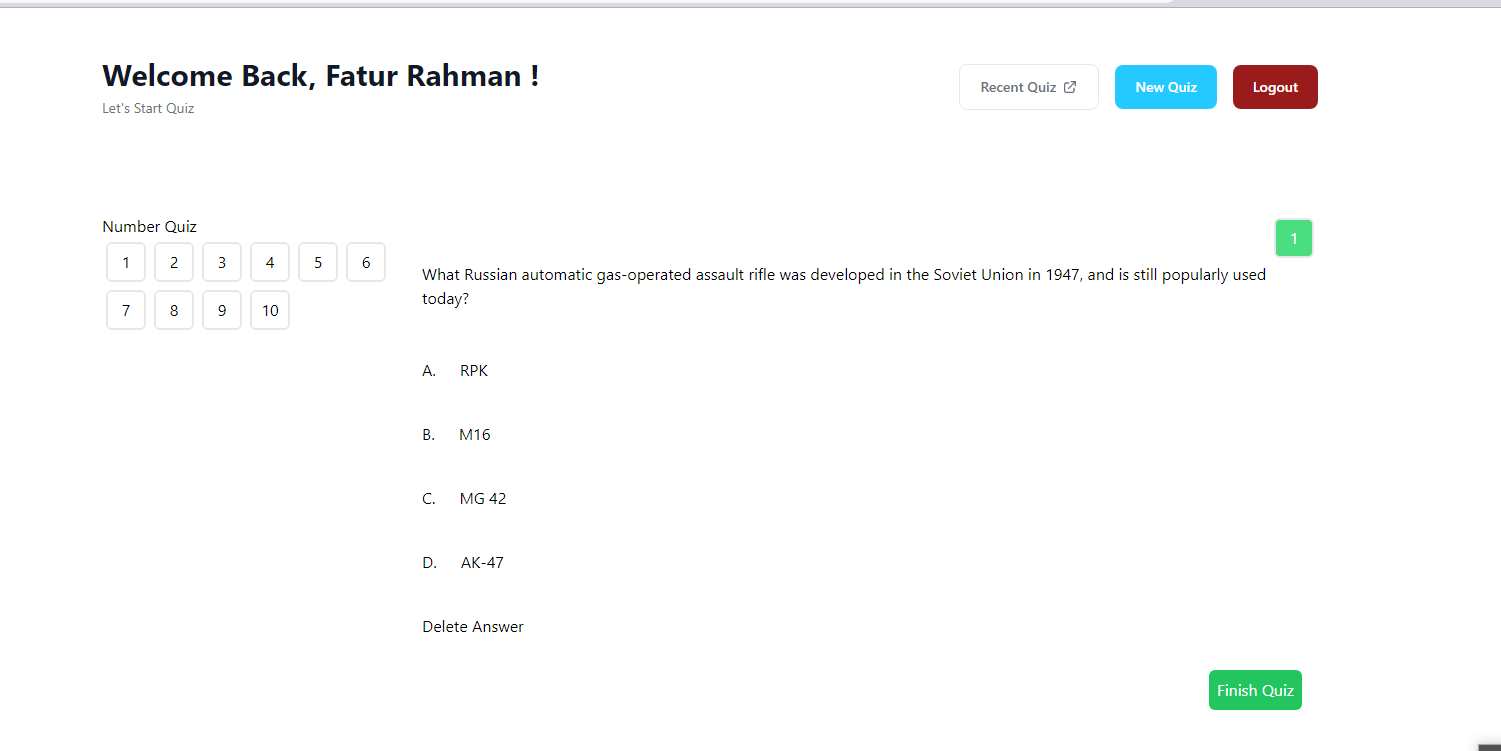 Welcome Back, Fatur Rahman !
Let's Start Quiz
Recent Quiz
New Quiz
Logout
Number Quiz
1 2 3 4 5 6
7 8 9 10
1
What Russian automatic gas-operated assault rifle was developed in the Soviet Union in 1947, and is still popularly used
today?
A. RPK
B. M16
C. MG 42
D. AK-47
Delete Answer
Finish Quiz